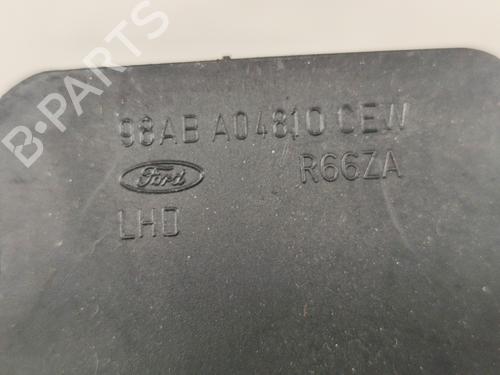 98AB A04810 CEW
Ford R66ZA
LHD
B-PARTS